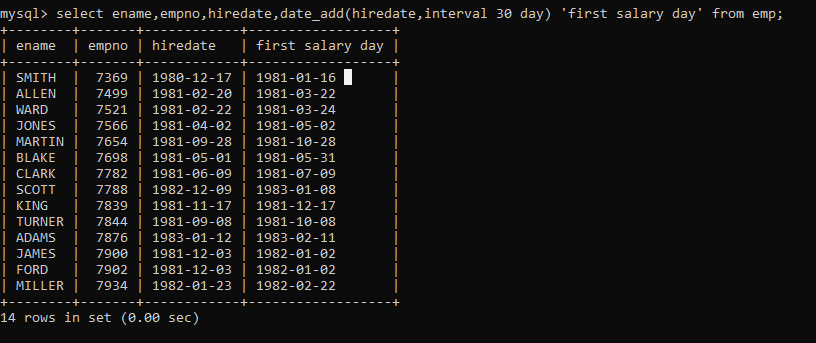 mysql> select ename,empno,hiredate,date_add(hiredate,interval 30 day) 'first salary day' from emp;
+--------+-------+------------+------------------+
| ename  | empno | hiredate   | first salary day |
+--------+-------+------------+------------------+
| SMITH  |  7369 | 1980-12-17 | 1981-01-16       |
| ALLEN  |  7499 | 1981-02-20 | 1981-03-22       |
| WARD   |  7521 | 1981-02-22 | 1981-03-24       |
| JONES  |  7566 | 1981-04-02 | 1981-05-02       |
| MARTIN |  7654 | 1981-09-28 | 1981-10-28       |
| BLAKE  |  7698 | 1981-05-01 | 1981-05-31       |
| CLARK  |  7782 | 1981-06-09 | 1981-07-09       |
| SCOTT  |  7788 | 1982-12-09 | 1983-01-08       |
| KING   |  7839 | 1981-11-17 | 1981-12-17       |
| TURNER |  7844 | 1981-09-08 | 1981-10-08       |
| ADAMS  |  7876 | 1983-01-12 | 1983-02-11       |
| JAMES  |  7900 | 1981-12-03 | 1982-01-02       |
| FORD   |  7902 | 1981-12-03 | 1982-01-02       |
| MILLER |  7934 | 1982-01-23 | 1982-02-22       |
+--------+-------+------------+------------------+
14 rows in set (0.00 sec)